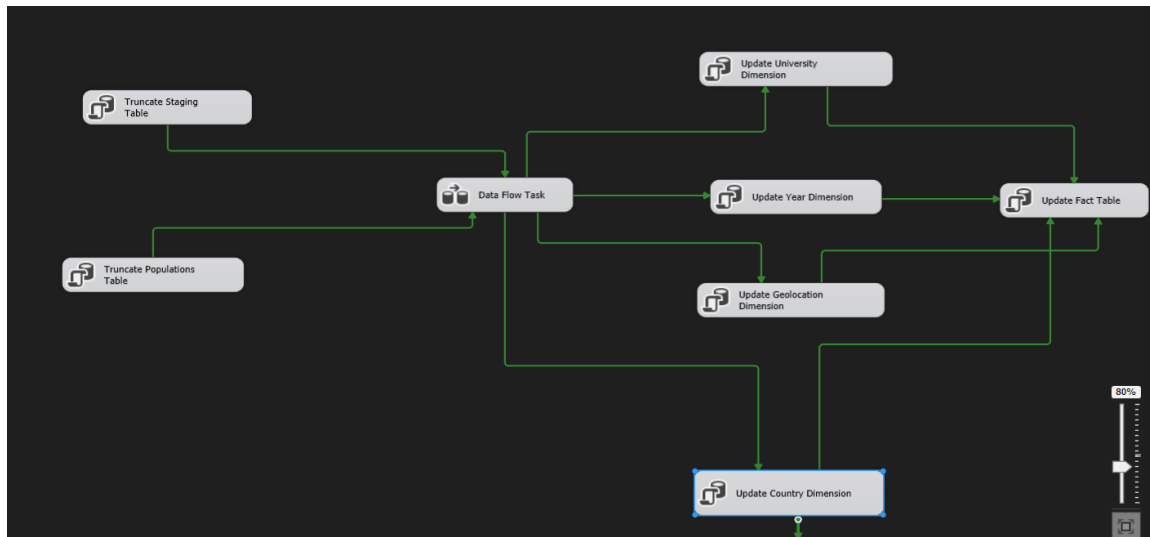 Update University
Dimension
Truncate Staging
Table
Data Flow Task
Update Year Dimension
Update Fact Table
Truncate Populations
Table
Update Geolocation
Dimension
80%
Update Country Dimension